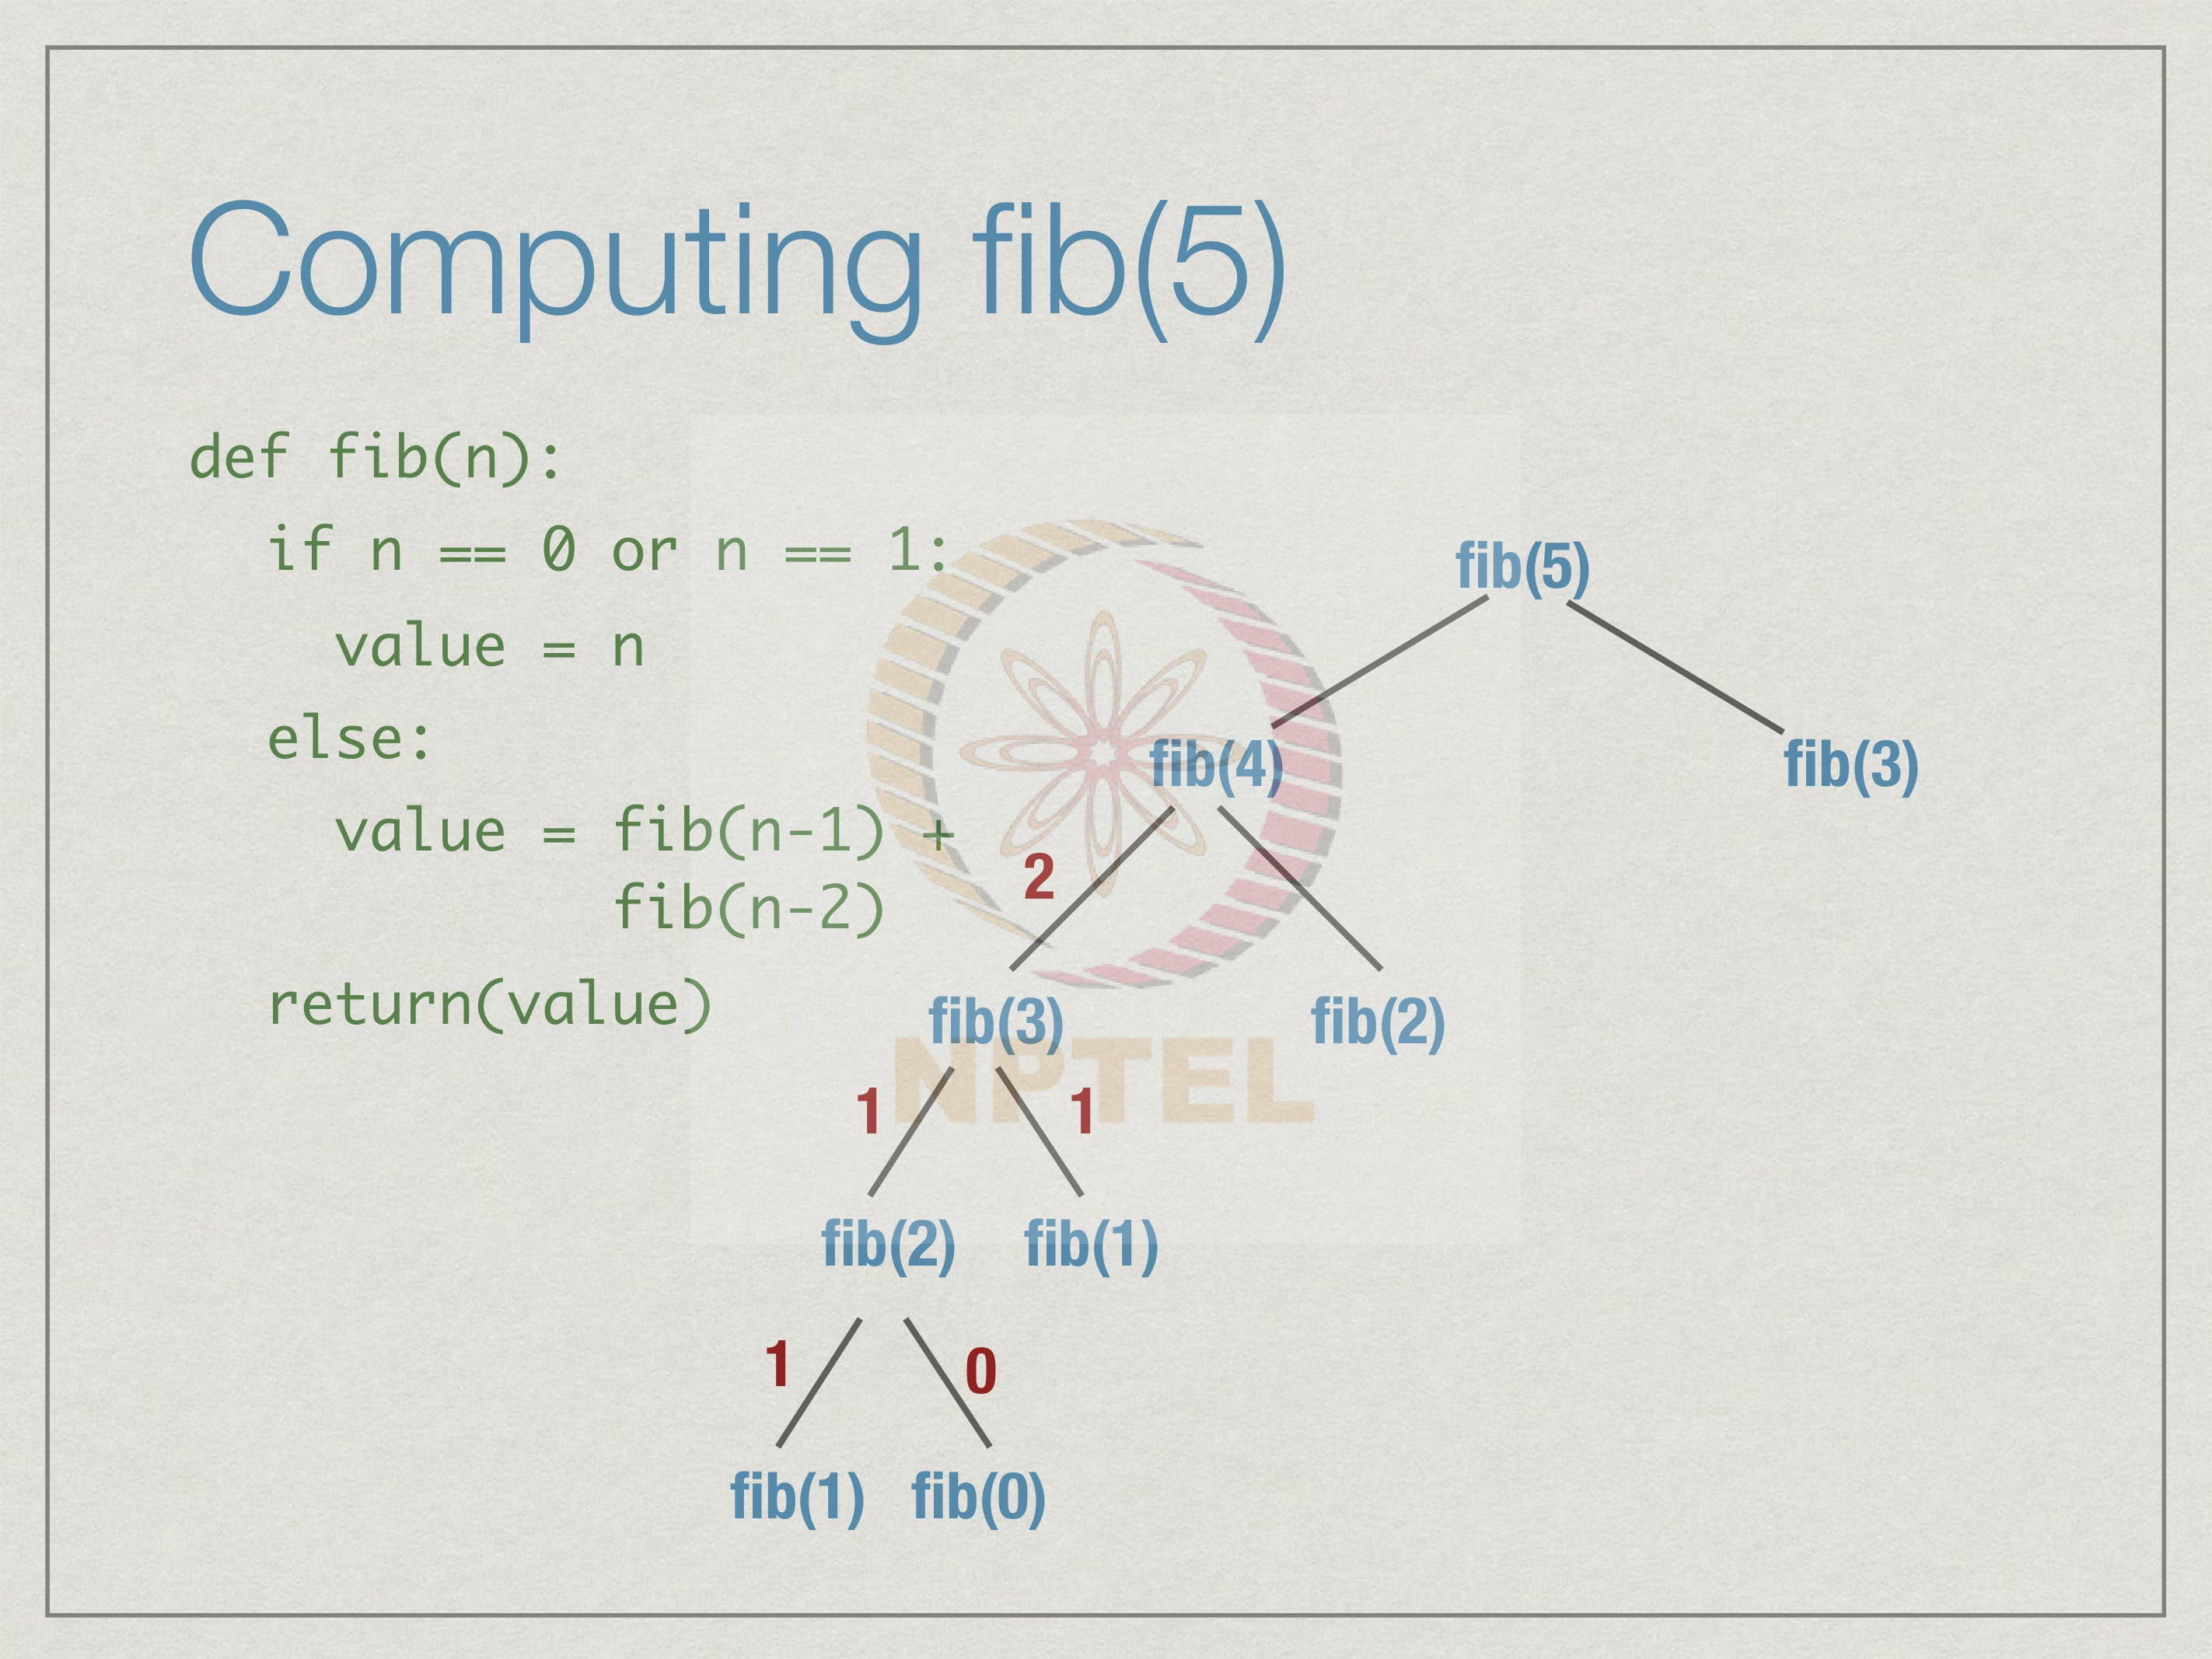 Computing fib(5)
def fib(n):
if n == 0 or n == 1:
value = n
else:
value = fib(n-1) +
fib(n-2)
return(value)
fib(5)
fib(4)
fib(3)
2
fib(3)
fib(2)
NPTEL
1
1
fib(2)
fib(1)
1
0
fib(1)
fib(0)